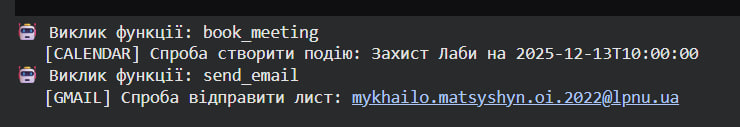 🤖 Виклик функції: book_meeting
[CALENDAR] Спроба створити подію: Захист Лаби на 2025-12-13T10:00:00
🤖 Виклик функції: send_email
[GMAIL] Спроба відправити лист: mykhailo.matsyshyn.oi.2022@lpnu.ua